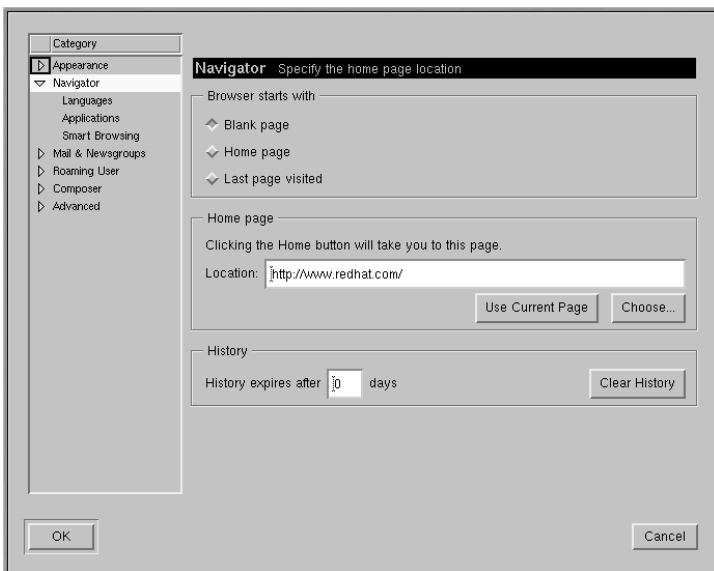 Category
Appearance
Navigator
Languages
Applications
Smart Browsing
Mail & Newsgroups
Roaming User
Composer
Advanced
Navigator Specify the home page location
Browser starts with
Blank page
Home page
Last page visited
Home page
Clicking the Home button will take you to this page.
Location: http://www.redhat.com/
Use Current Page Choose...
History
History expires after 0 days Clear History
OK Cancel